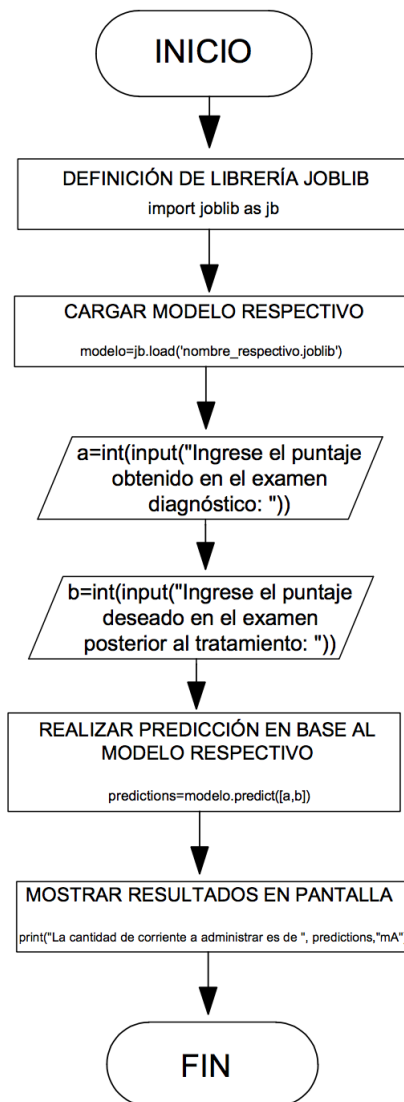 INICIO
DEFINICIÓN DE LIBRERÍA JOBLIB
import joblib as jb
CARGAR MODELO RESPECTIVO
modelo=jb.load('nombre_respectivo.joblib')
a=int(input("Ingrese el puntaje
obtenido en el examen
diagnóstico: "))
b=int(input("Ingrese el puntaje
deseado en el examen
posterior al tratamiento: "))
REALIZAR PREDICCIÓN EN BASE AL
MODELO RESPECTIVO
predictions=modelo.predict([a,b])
MOSTRAR RESULTADOS EN PANTALLA
print("La cantidad de corriente a administrar es de ", predictions,"mA"
FIN